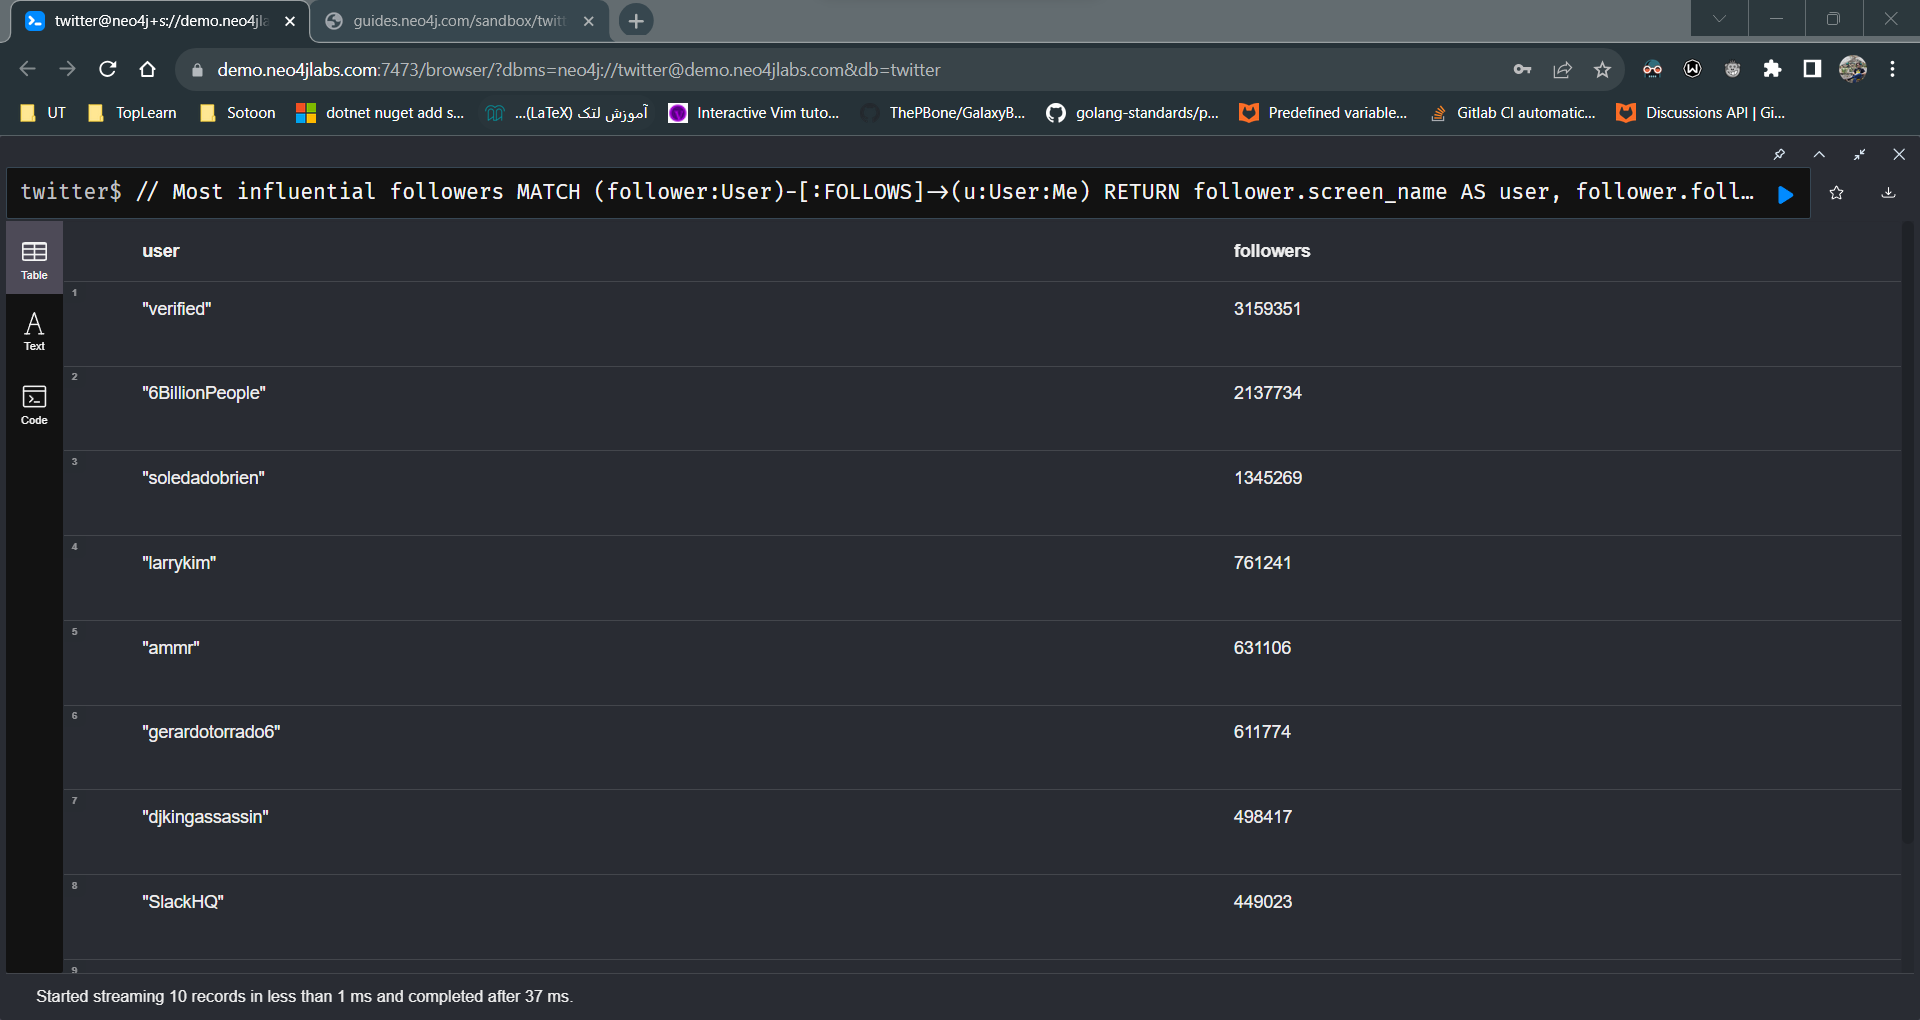 twitter@neo4j+s://demo.neo4jla
guides.neo4j.com/sandbox/twitt
demo.neo4jlabs.com:7473/browser/?dbms=neo4j://twitter@demo.neo4jlabs.com&db=twitter
UT TopLearn Sotoon dotnet nuget add s... آموزش لتک (LaTeX)... Interactive Vim tuto... ThePBone/GalaxyB... golang-standards/p... Predefined variable... Gitlab CI automatic... Discussions API | Gi...
twitter$ // Most influential followers MATCH (follower:User)-[:FOLLOWS]→(u:User:Me) RETURN follower.screen_name AS user, follower.foll…
Table
Text
Code
user followers
1 "verified" 3159351
2 "6BillionPeople" 2137734
3 "soledadobrien" 1345269
4 "larrykim" 761241
5 "ammr" 631106
6 "gerardotorrado6" 611774
7 "djkingassassin" 498417
8 "SlackHQ" 449023
9
Started streaming 10 records in less than 1 ms and completed after 37 ms.